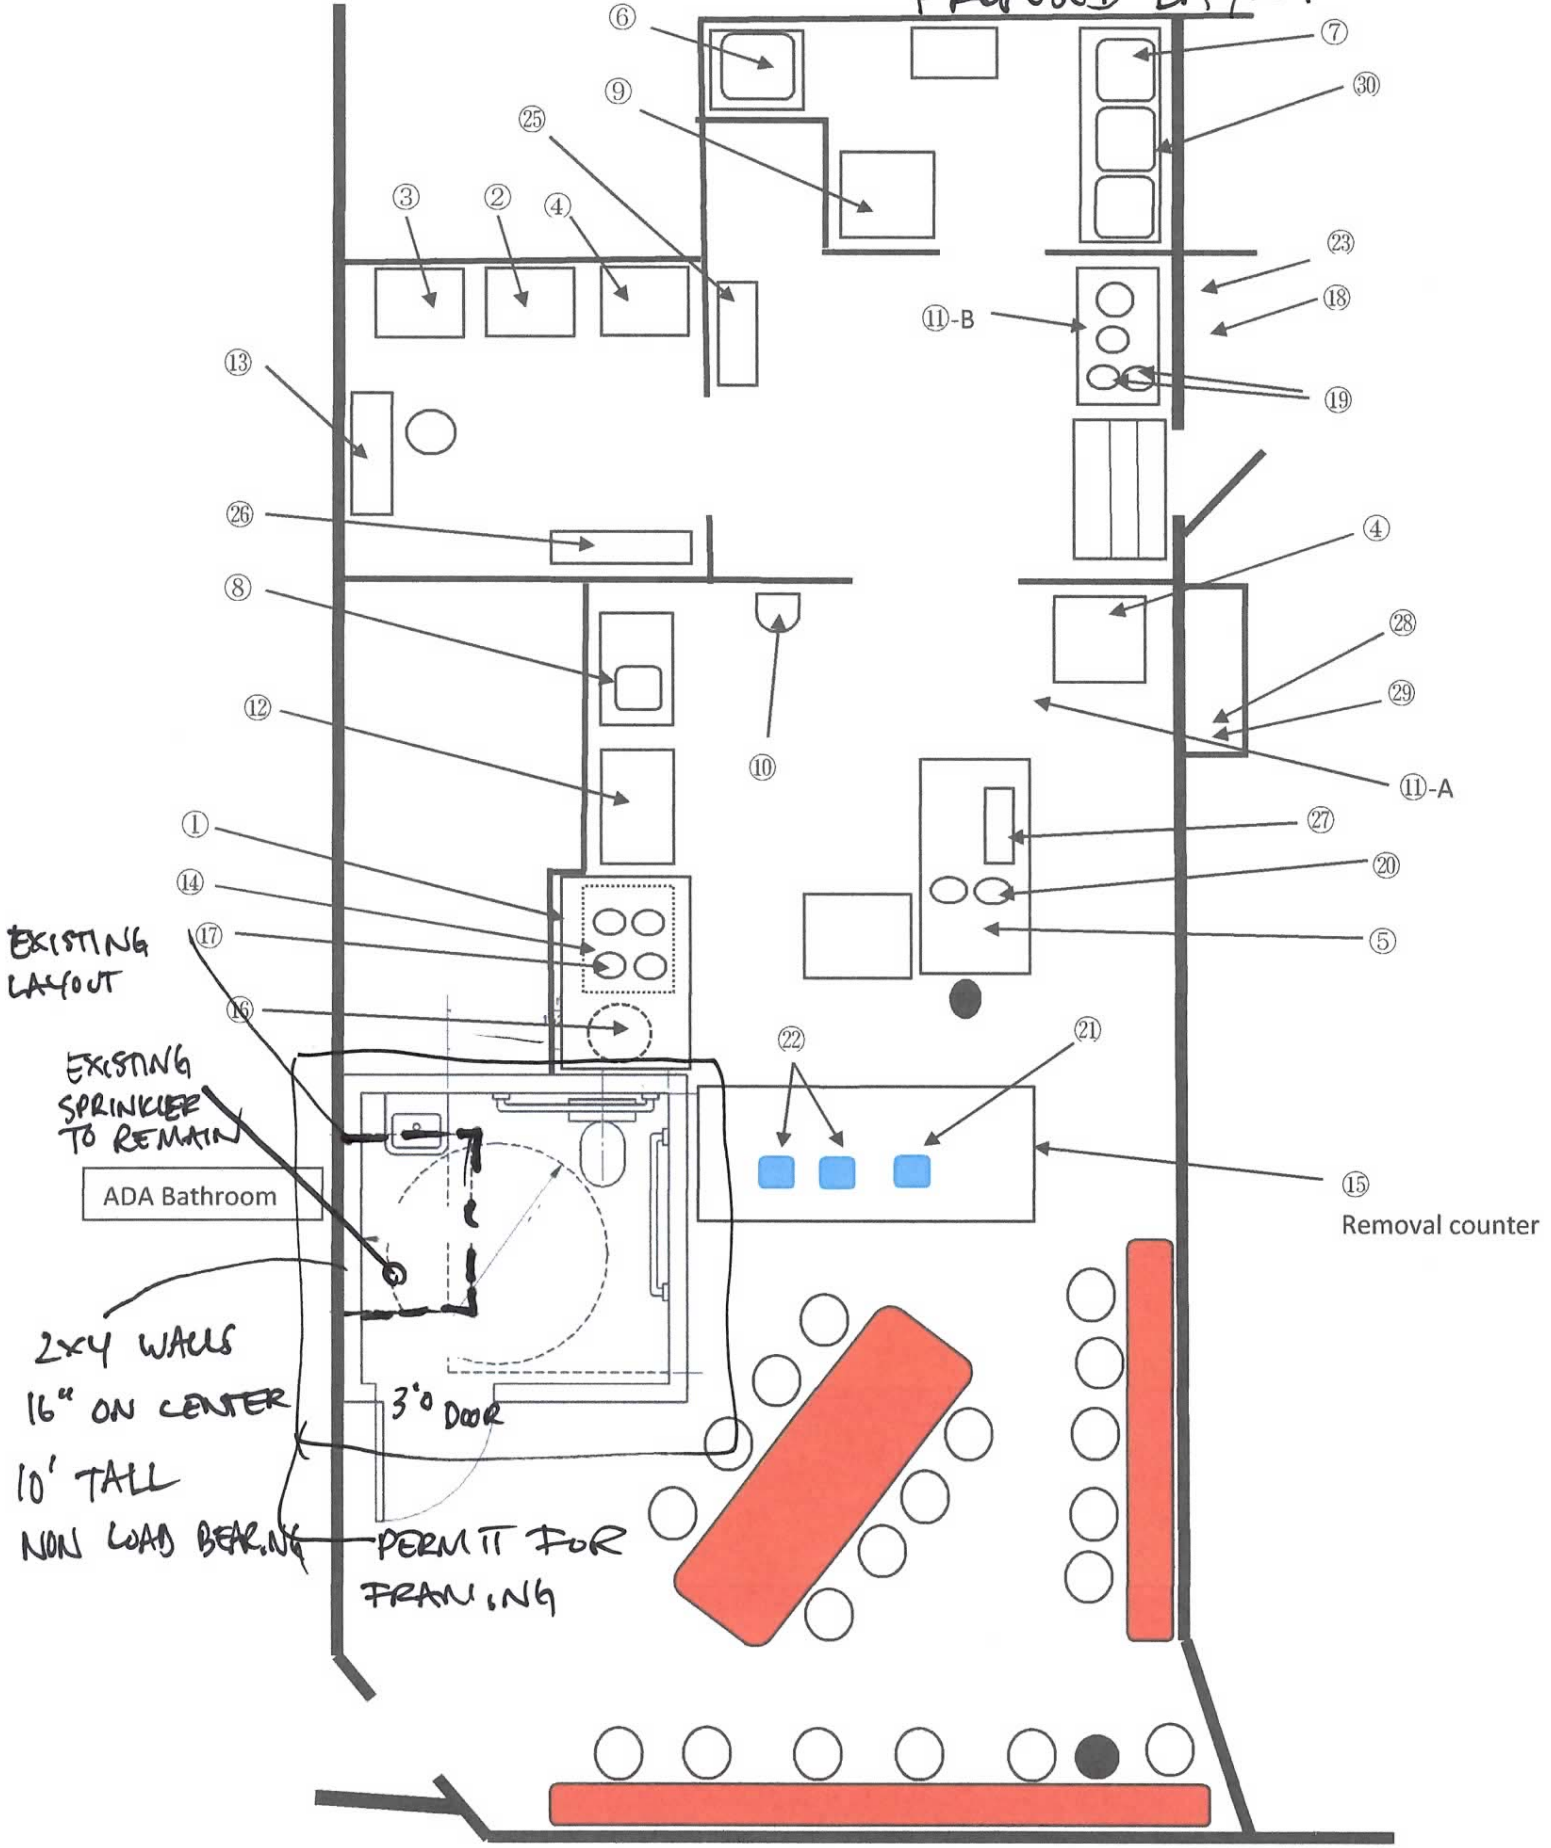 PROPOSED LAYOUT
⑥
⑦
⑨
㉚
㉕
③
②
④
㉓
⑱
⑪-B
⑬
⑲
㉖
④
⑧
㉘
㉙
⑫
⑩
⑪-A
①
㉗
⑳
⑭
⑰
⑤
EXISTING
LAYOUT
⑯
㉒
㉑
EXISTING
SPRINKLER
TO REMAIN
ADA Bathroom
⑮
Removal counter
2x4 WALLS
16" ON CENTER
10' TALL
NON LOAD BEARING
3'0 DOOR
PERMIT FOR
FRAMING